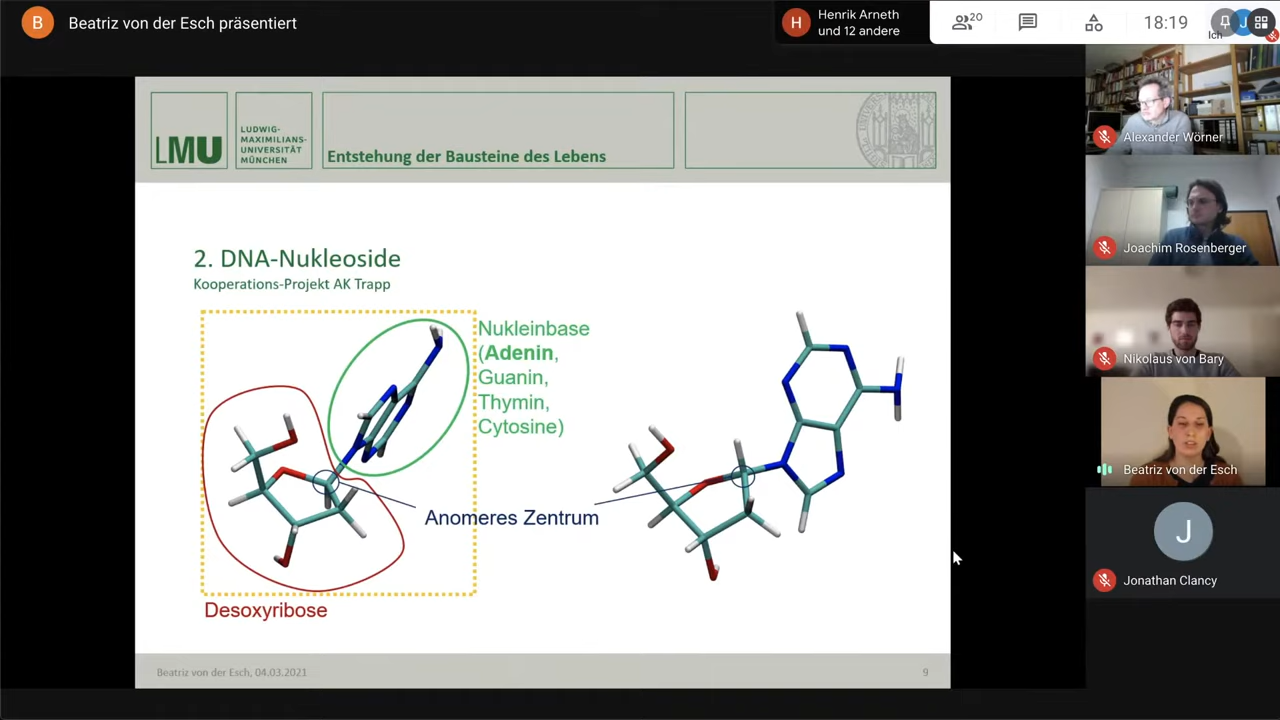 B
Beatriz von der Esch präsentiert
H
Henrik Arneth
und 12 andere
20
18:19
J
Ich
LMU
LUDWIG-
MAXIMILIANS-
UNIVERSITÄT
MÜNCHEN
Entstehung der Bausteine des Lebens
2. DNA-Nukleoside
Kooperations-Projekt AK Trapp
Nukleinbase
(Adenin,
Guanin,
Thymin,
Cytosine)
Anomeres Zentrum
Desoxyribose
Beatriz von der Esch, 04.03.2021
9
Alexander Wörner
Joachim Rosenberger
Nikolaus von Bary
Beatriz von der Esch
J
Jonathan Clancy